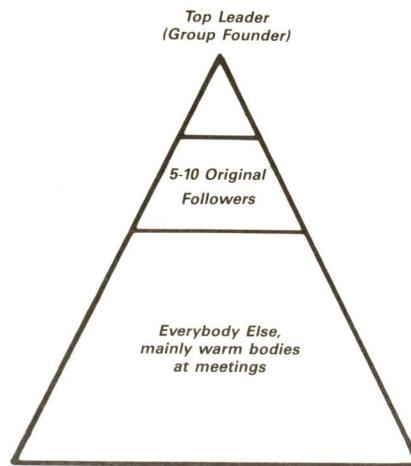 Top Leader
(Group Founder)
5-10 Original
Followers
Everybody Else,
mainly warm bodies
at meetings